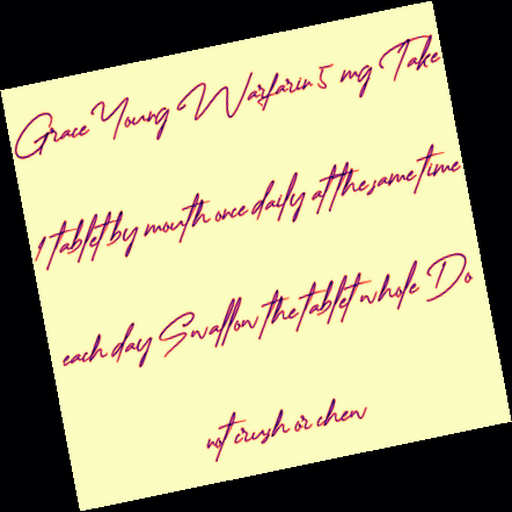 Grace Young Warfarin 5 mg Take
1 tablet by mouth once daily at the same time
each day Swallow the tablet whole Do
not crush or chew